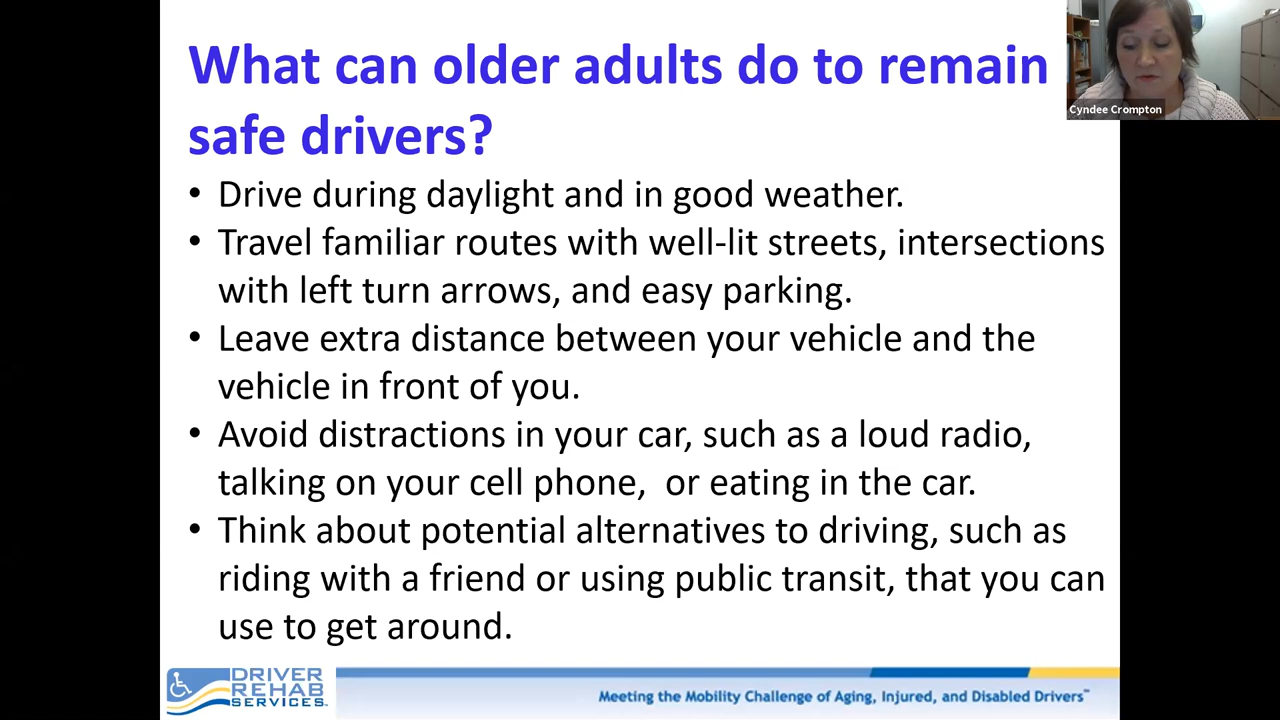 What can older adults do to remain
safe drivers?
Cyndee Crompton
• Drive during daylight and in good weather.
• Travel familiar routes with well-lit streets, intersections
with left turn arrows, and easy parking.
• Leave extra distance between your vehicle and the
vehicle in front of you.
• Avoid distractions in your car, such as a loud radio,
talking on your cell phone,  or eating in the car.
• Think about potential alternatives to driving, such as
riding with a friend or using public transit, that you can
use to get around.
DRIVER
REHAB
SERVICES.
Meeting the Mobility Challenge of Aging, Injured, and Disabled Drivers™